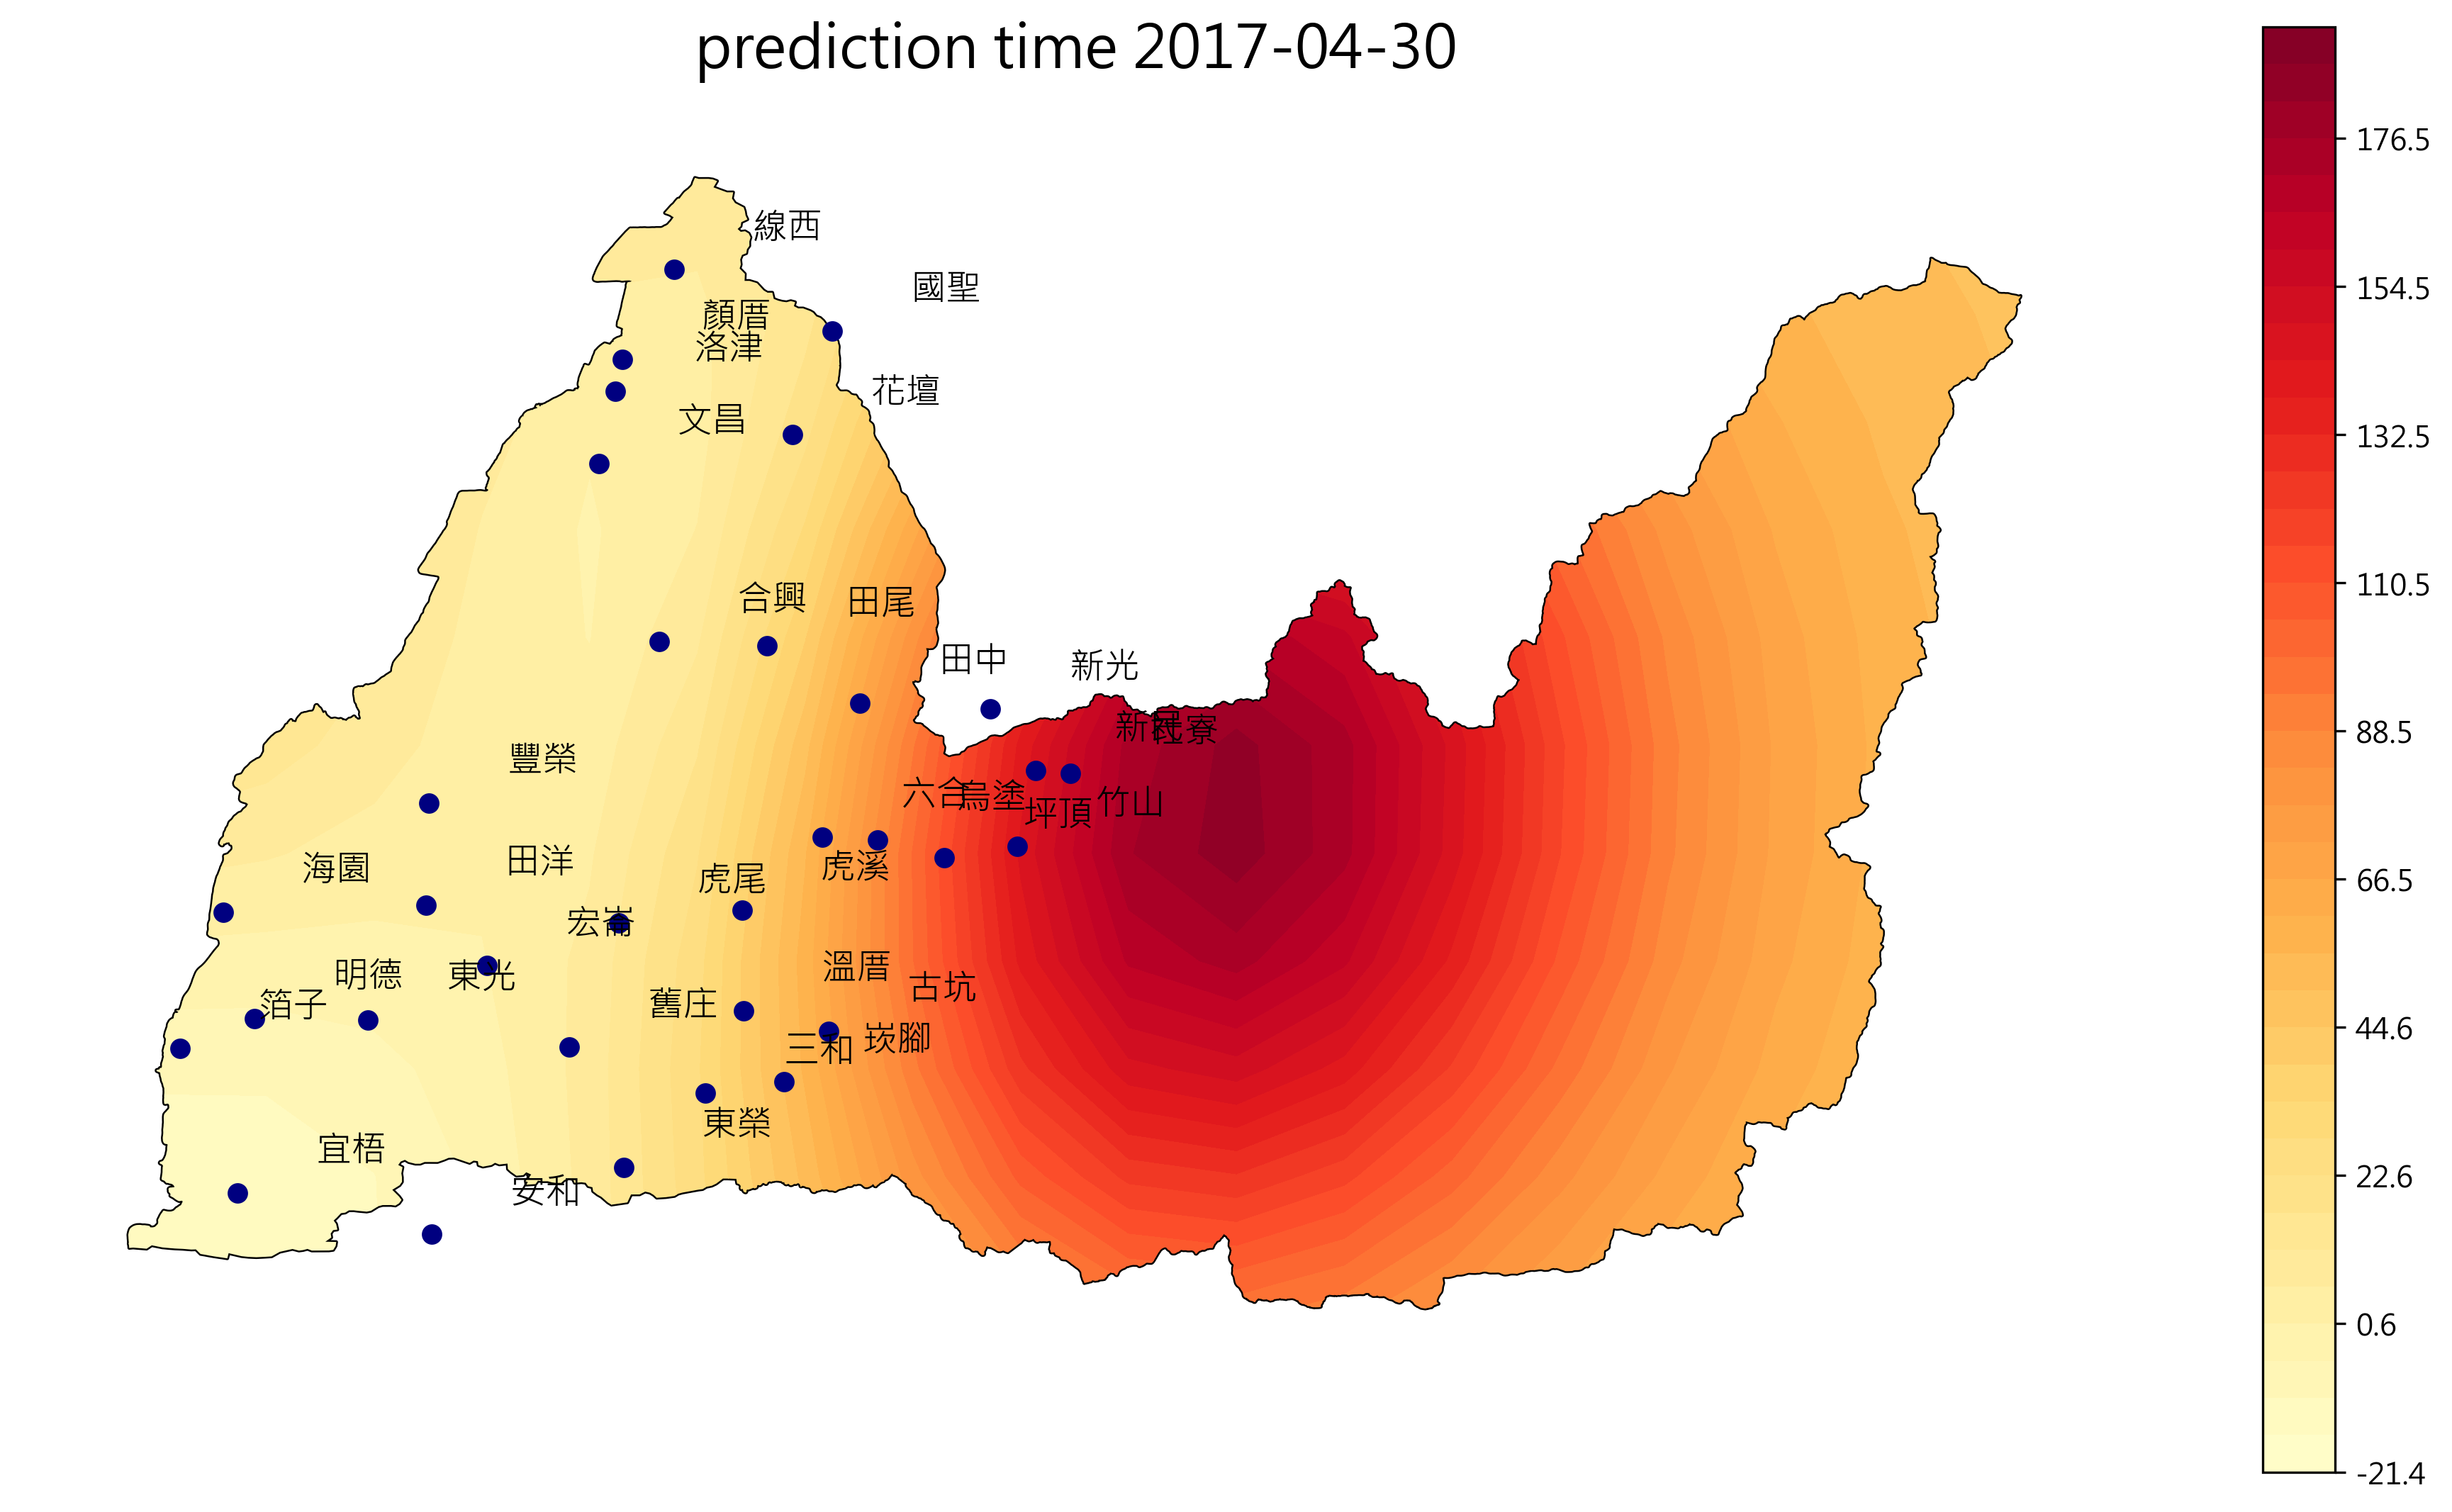 prediction time 2017-04-30
線西
國聖
顏厝
洛津
花壇
文昌
合興
田尾
田中
新光
新民
社寮
豐榮
六合
烏塗
坪頂
竹山
海園
田洋
虎尾
虎溪
宏崙
明德
東光
溫厝
古坑
箔子
舊庄
三和
崁腳
東榮
宜梧
安和
176.5
154.5
132.5
110.5
88.5
66.5
44.6
22.6
0.6
-21.4